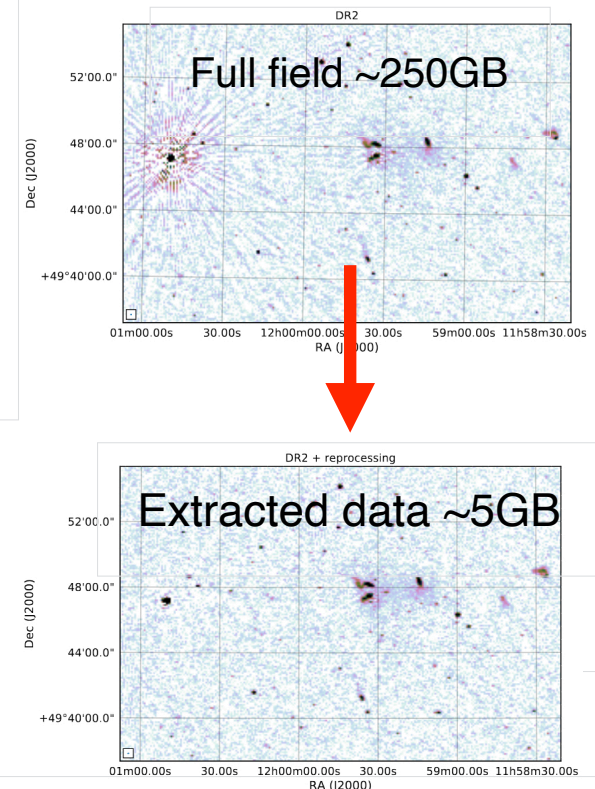 DR2
Full field ~250GB
52'00.0"
48'00.0"
44'00.0"
+49°40'00.0"
Dec (J2000)
01m00.00s 30.00s 12h00m00.00s 30.00s 59m00.00s 11h58m30.00s
RA (J2000)
DR2 + reprocessing
Extracted data ~5GB
52'00.0"
48'00.0"
44'00.0"
+49°40'00.0"
Dec (J2000)
01m00.00s 30.00s 12h00m00.00s 30.00s 59m00.00s 11h58m30.00s
RA (J2000)